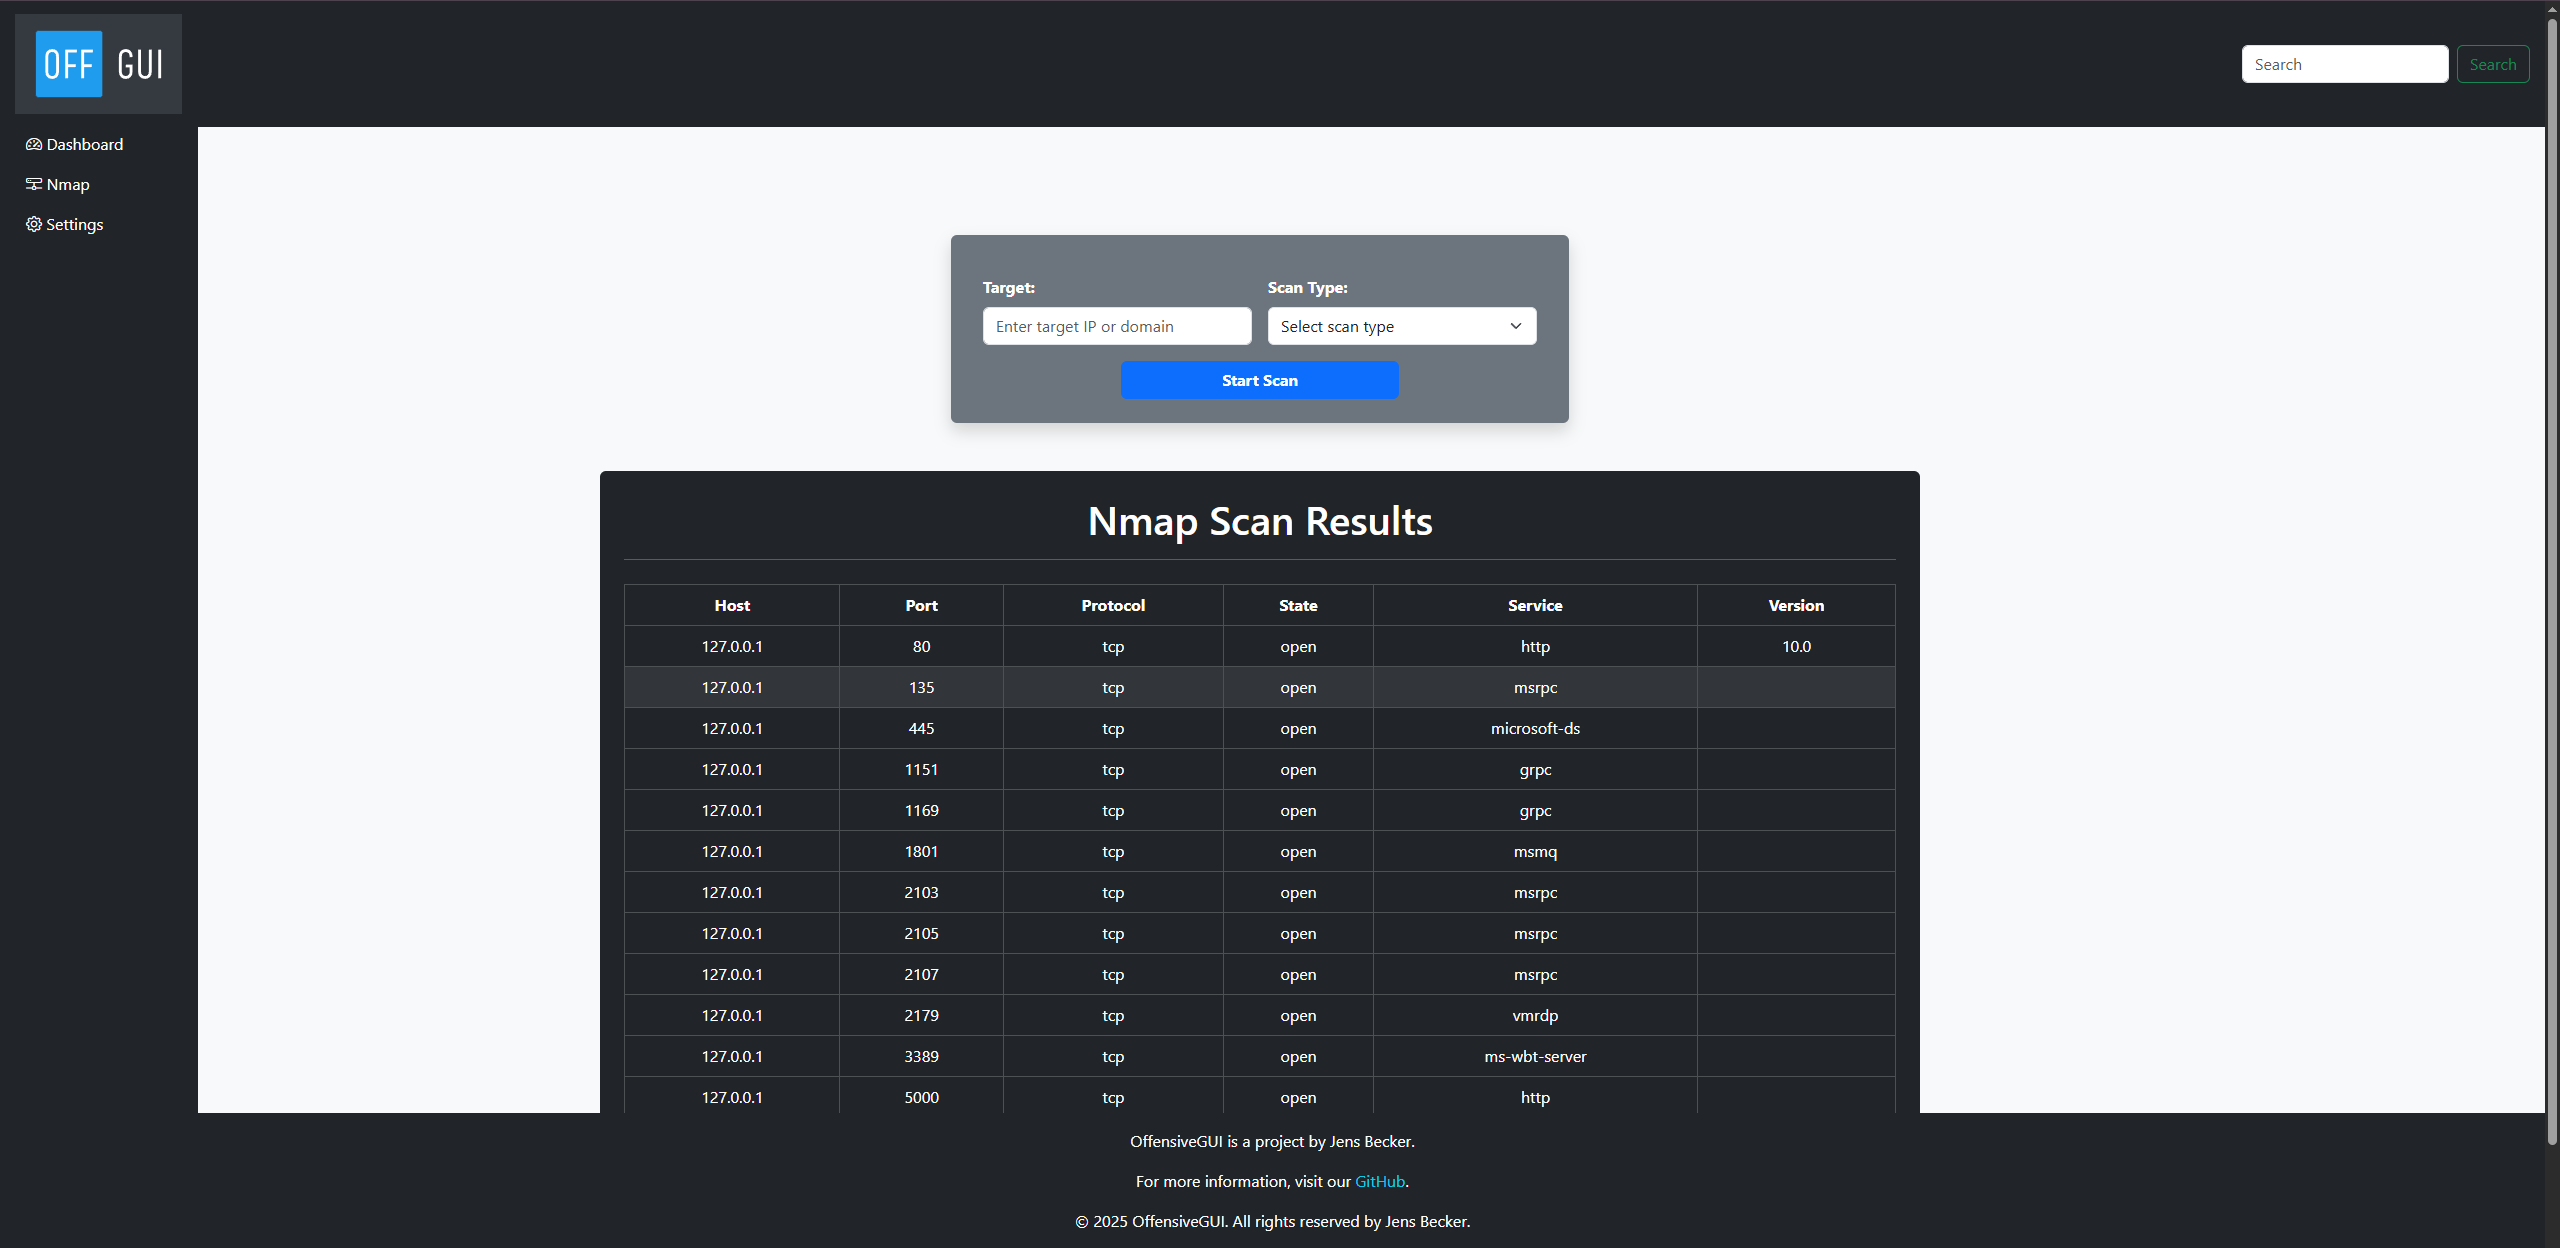 OFF GUI
Search Search
Dashboard
Nmap
Settings
Target: Scan Type:
Enter target IP or domain Select scan type
Start Scan
Nmap Scan Results
Host Port Protocol State Service Version
127.0.0.1 80 tcp open http 10.0
127.0.0.1 135 tcp open msrpc
127.0.0.1 445 tcp open microsoft-ds
127.0.0.1 1151 tcp open grpc
127.0.0.1 1169 tcp open grpc
127.0.0.1 1801 tcp open msmq
127.0.0.1 2103 tcp open msrpc
127.0.0.1 2105 tcp open msrpc
127.0.0.1 2107 tcp open msrpc
127.0.0.1 2179 tcp open vmrdp
127.0.0.1 3389 tcp open ms-wbt-server
127.0.0.1 5000 tcp open http
OffensiveGUI is a project by Jens Becker.
For more information, visit our GitHub.
© 2025 OffensiveGUI. All rights reserved by Jens Becker.